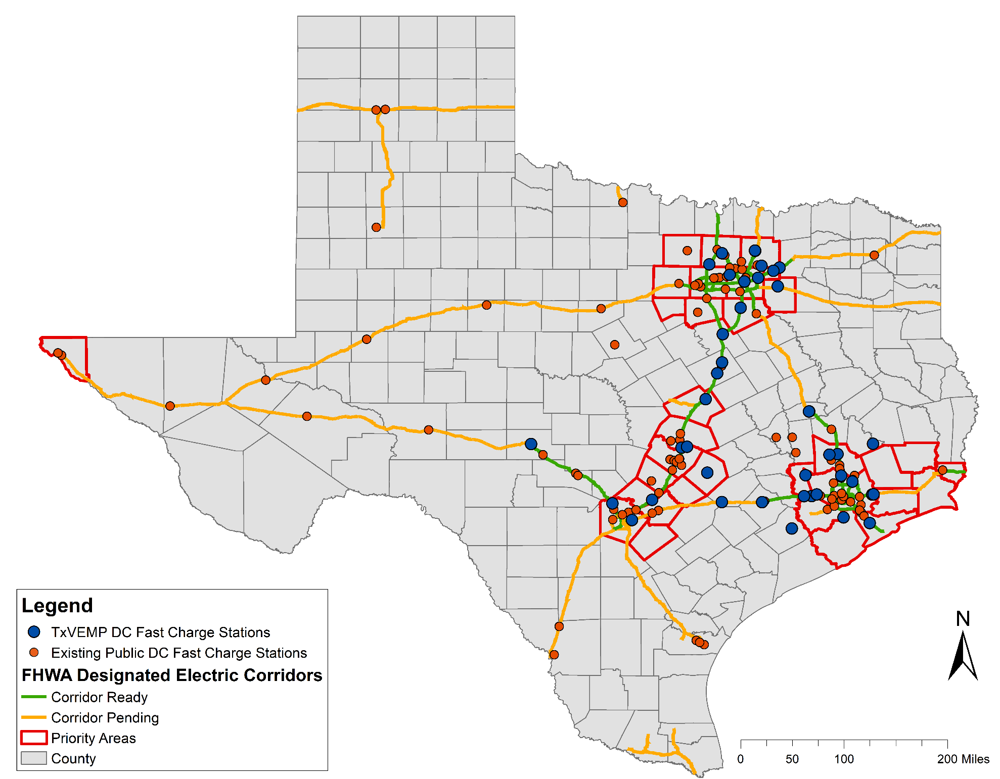 Legend
TxVEMP DC Fast Charge Stations
Existing Public DC Fast Charge Stations
FHWA Designated Electric Corridors
Corridor Ready
Corridor Pending
Priority Areas
County
N
0 50 100 200 Miles